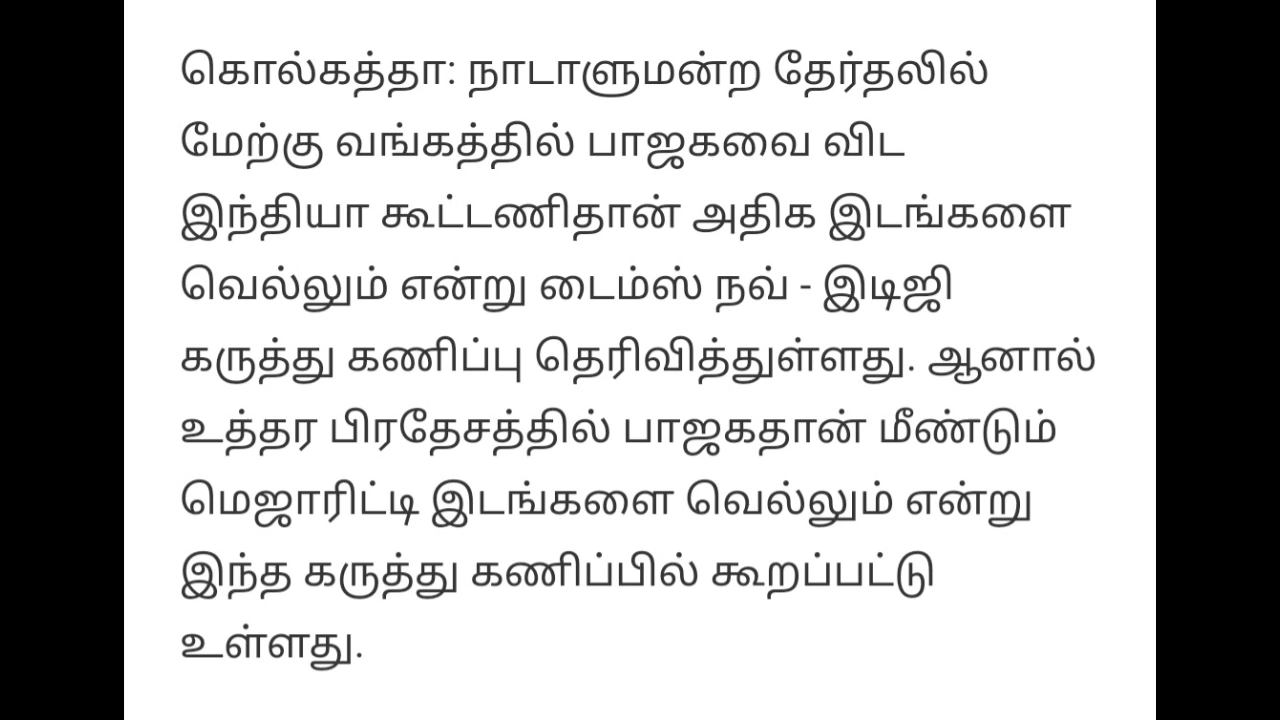 கொல்கத்தா: நாடாளுமன்ற தேர்தலில்
மேற்கு வங்கத்தில் பாஜகவை விட
இந்தியா கூட்டணிதான் அதிக இடங்களை
வெல்லும் என்று டைம்ஸ் நவ் - இடிஜி
கருத்து கணிப்பு தெரிவித்துள்ளது. ஆனால்
உத்தர பிரதேசத்தில் பாஜகதான் மீண்டும்
மெஜாரிட்டி இடங்களை வெல்லும் என்று
இந்த கருத்து கணிப்பில் கூறப்பட்டு
உள்ளது.